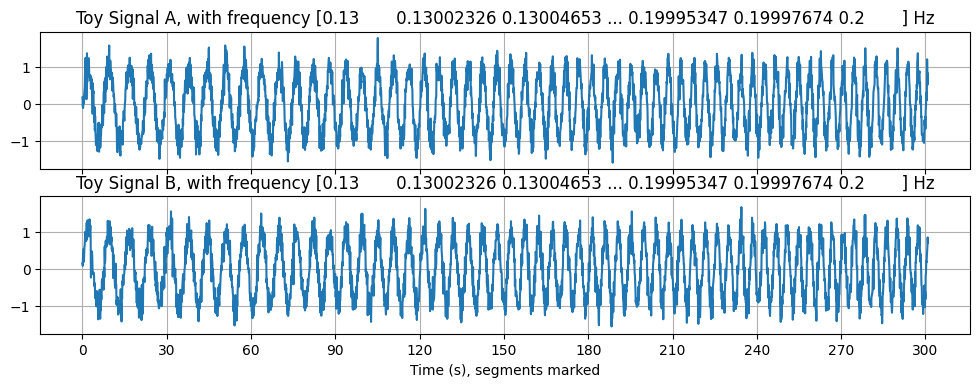 Toy Signal A, with frequency [0.13 0.13002326 0.13004653 ... 0.19995347 0.19997674 0.2 ] Hz
1
0
−1
Toy Signal B, with frequency [0.13 0.13002326 0.13004653 ... 0.19995347 0.19997674 0.2 ] Hz
1
0
−1
0 30 60 90 120 150 180 210 240 270 300
Time (s), segments marked